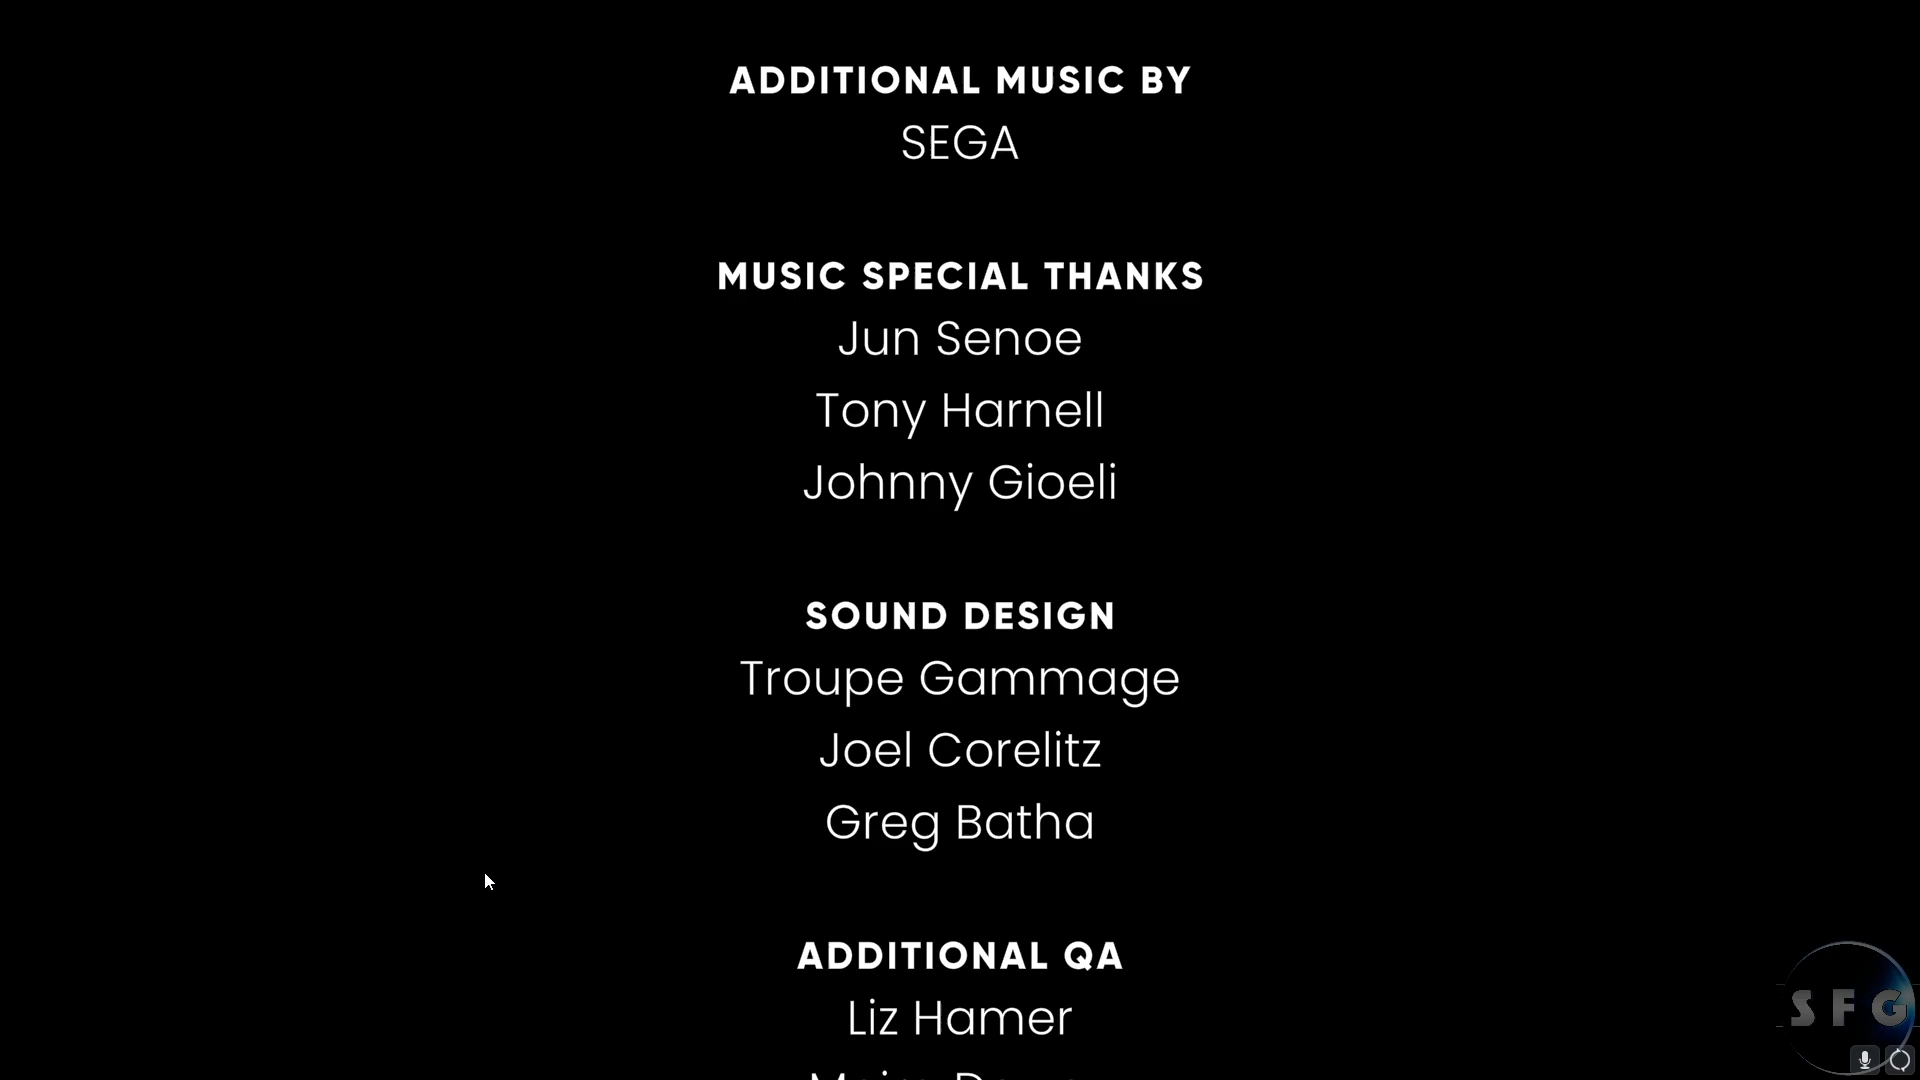 ADDITIONAL MUSIC BY
SEGA
MUSIC SPECIAL THANKS
Jun Senoe
Tony Harnell
Johnny Gioeli
SOUND DESIGN
Troupe Gammage
Joel Corelitz
Greg Batha
ADDITIONAL QA
Liz Hamer
SFG